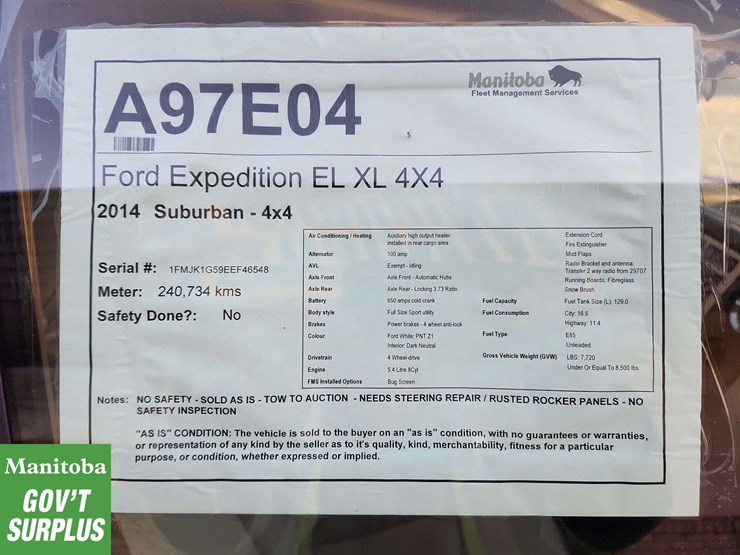 Manitoba
Fleet Management Services
A97E04
Ford Expedition EL XL 4X4
2014 Suburban - 4x4
Serial #: 1FMJK1G59EEF46548
Meter: 240,734 kms
Safety Done?: No
Air Conditioning / Heating Auxiliary high output heater
installed in rear cargo area
Alternator 100 amp
AVL Exempt - Idling
Axle Front Axle Front - Automatic Hubs
Axle Rear Axle Rear - Locking 3.73 Ratio
Battery 650 amps cold crank
Body style Full Size Sport utility
Brakes Power brakes - 4 wheel anti-lock
Colour Ford White: PNT Z1
Interior: Dark Neutral
Drivetrain 4 Wheel-drive
Engine 5.4 Litre 8Cyl
FMS Installed Options Bug Screen
Extension Cord
Fire Extinguisher
Mud Flaps
Radio Bracket and antenna:
Transfer 2 way radio from 29707
Running Boards: Fibreglass
Snow Brush
Fuel Capacity Fuel Tank Size (L): 129.0
Fuel Consumption City: 16.6
Highway: 11.4
Fuel Type E85
Unleaded
Gross Vehicle Weight (GVW) LBS: 7,720
Under Or Equal To 8,500 lbs
Notes: NO SAFETY - SOLD AS IS - TOW TO AUCTION - NEEDS STEERING REPAIR / RUSTED ROCKER PANELS - NO
SAFETY INSPECTION
"AS IS" CONDITION: The vehicle is sold to the buyer on an "as is" condition, with no guarantees or warranties,
or representation of any kind by the seller as to it's quality, kind, merchantability, fitness for a particular
purpose, or condition, whether expressed or implied.
Manitoba
GOV'T
SURPLUS